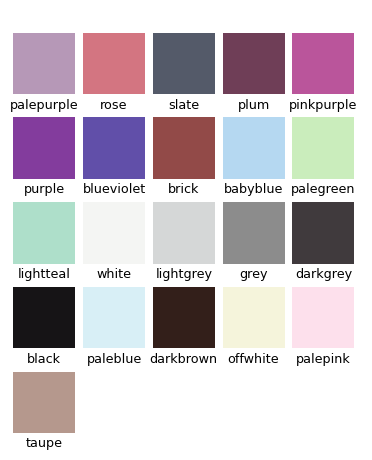 palepurple rose slate plum pinkpurple
purple blueviolet brick babyblue palegreen
lightteal white lightgrey grey darkgrey
black paleblue darkbrown offwhite palepink
taupe